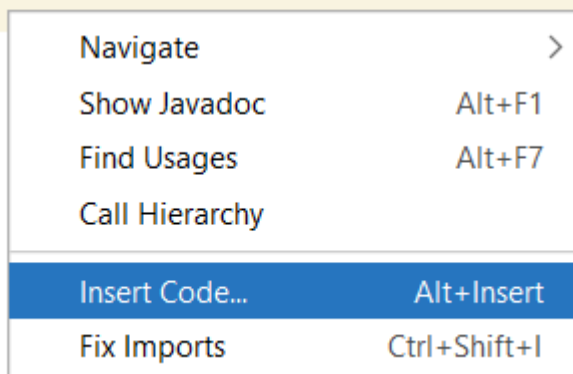 Navigate
Show Javadoc Alt+F1
Find Usages Alt+F7
Call Hierarchy
Insert Code... Alt+Insert
Fix Imports Ctrl+Shift+I